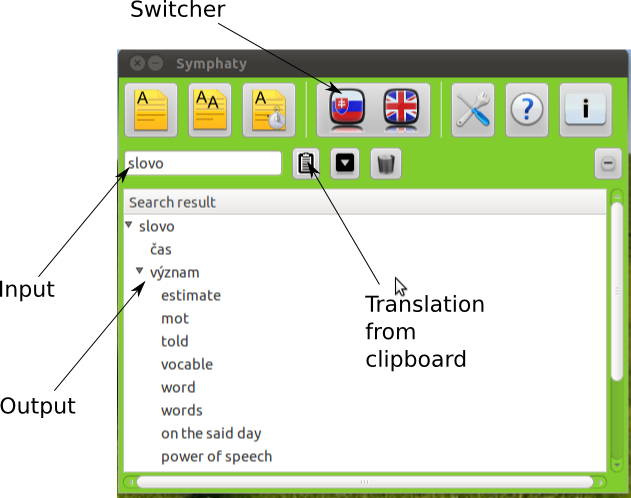 Switcher
Symphaty
A
AA
A
?
i
slovo
Search result
slovo
čas
význam
estimate
mot
told
vocable
word
words
on the said day
power of speech
Input
Output
Translation
from
clipboard